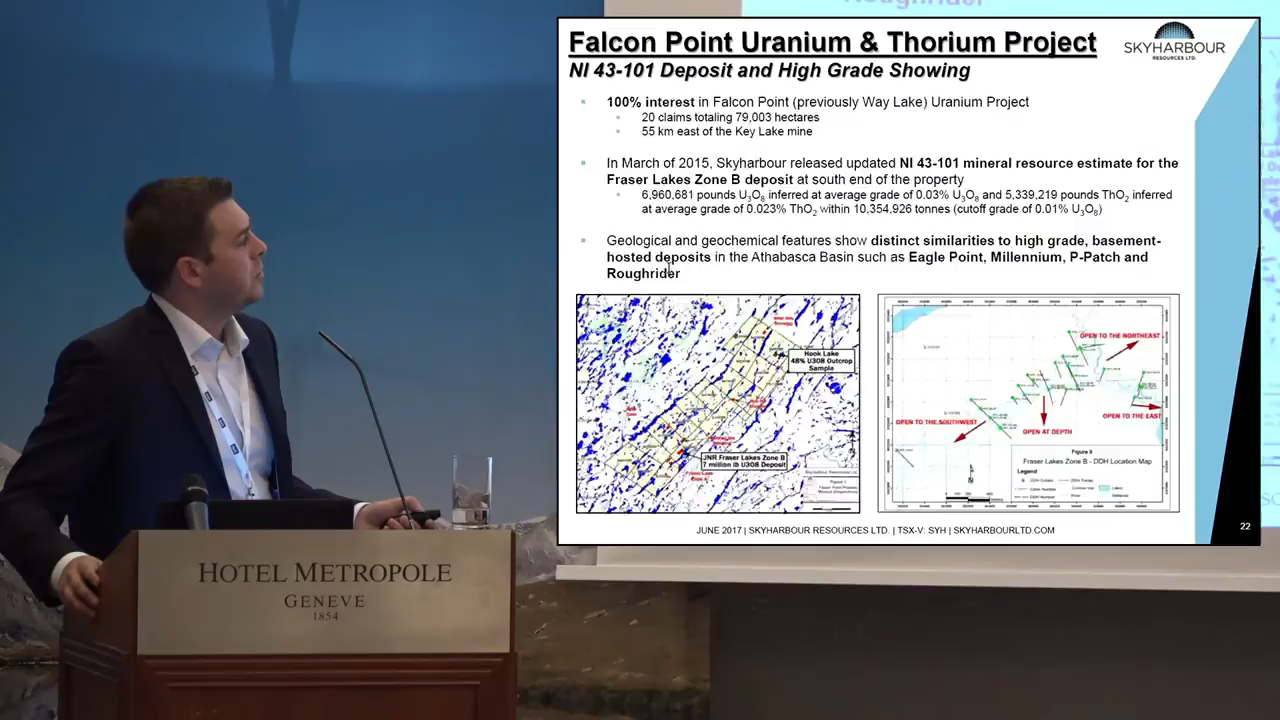 Falcon Point Uranium & Thorium Project
NI 43-101 Deposit and High Grade Showing
SKYHARBOUR
RESOURCES LTD.
100% interest in Falcon Point (previously Way Lake) Uranium Project
20 claims totaling 79,003 hectares
55 km east of the Key Lake mine
In March of 2015, Skyharbour released updated NI 43-101 mineral resource estimate for the
Fraser Lakes Zone B deposit at south end of the property
6,960,681 pounds U3O8 inferred at average grade of 0.03% U3O8 and 5,339,219 pounds ThO2 inferred
at average grade of 0.023% ThO2 within 10,354,926 tonnes (cutoff grade of 0.01% U3O8)
Geological and geochemical features show distinct similarities to high grade, basement-
hosted deposits in the Athabasca Basin such as Eagle Point, Millennium, P-Patch and
Roughrider
Hook Lake
48% U308 Outcrop
Sample
JNR Fraser Lakes Zone B
7 million lb U308 Deposit
OPEN TO THE NORTHEAST
OPEN TO THE EAST
OPEN TO THE SOUTHWEST
OPEN AT DEPTH
Fraser Lakes Zone B - DDH Location Map
Legend
JUNE 2017 | SKYHARBOUR RESOURCES LTD. | TSX-V: SYH | SKYHARBOURLTD.COM
22
HOTEL METROPOLE
GENEVE
1854